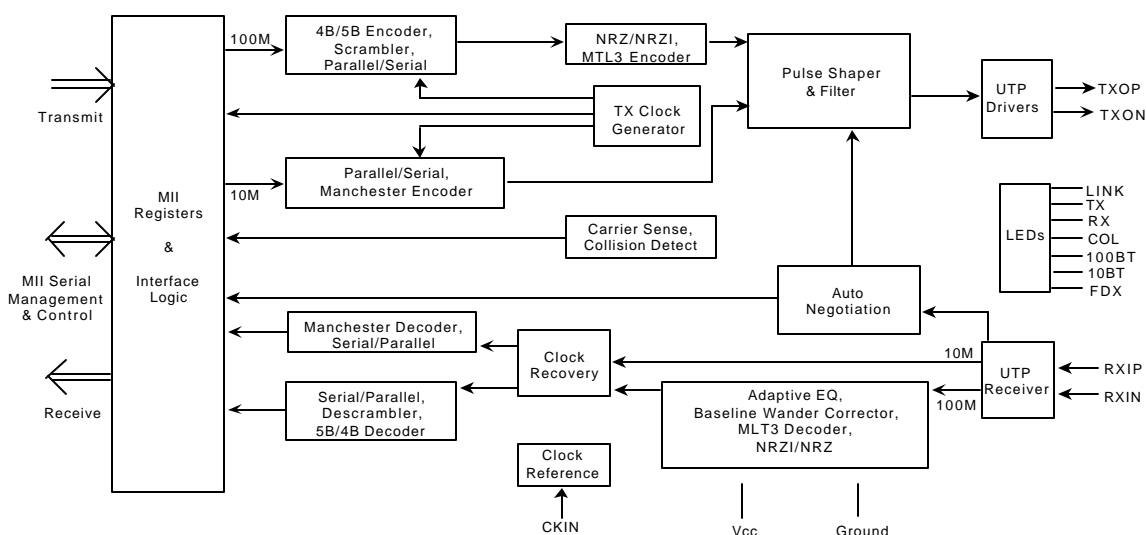 100M
4B/5B Encoder,
Scrambler,
Parallel/Serial
NRZ/NRZI,
MTL3 Encoder
Pulse Shaper
& Filter
UTP
Drivers
TXOP
TXON
Transmit
TX Clock
Generator
10M
Parallel/Serial,
Manchester Encoder
MII
Registers
&
Interface
Logic
Carrier Sense,
Collision Detect
LEDs
LINK
TX
RX
COL
100BT
10BT
FDX
MII Serial
Management
& Control
Auto
Negotiation
Manchester Decoder,
Serial/Parallel
Clock
Recovery
10M
100M
UTP
Receiver
RXIP
RXIN
Receive
Serial/Parallel,
Descrambler,
5B/4B Decoder
Adaptive EQ,
Baseline Wander Corrector,
MLT3 Decoder,
NRZI/NRZ
Clock
Reference
CKIN
Vcc
Ground